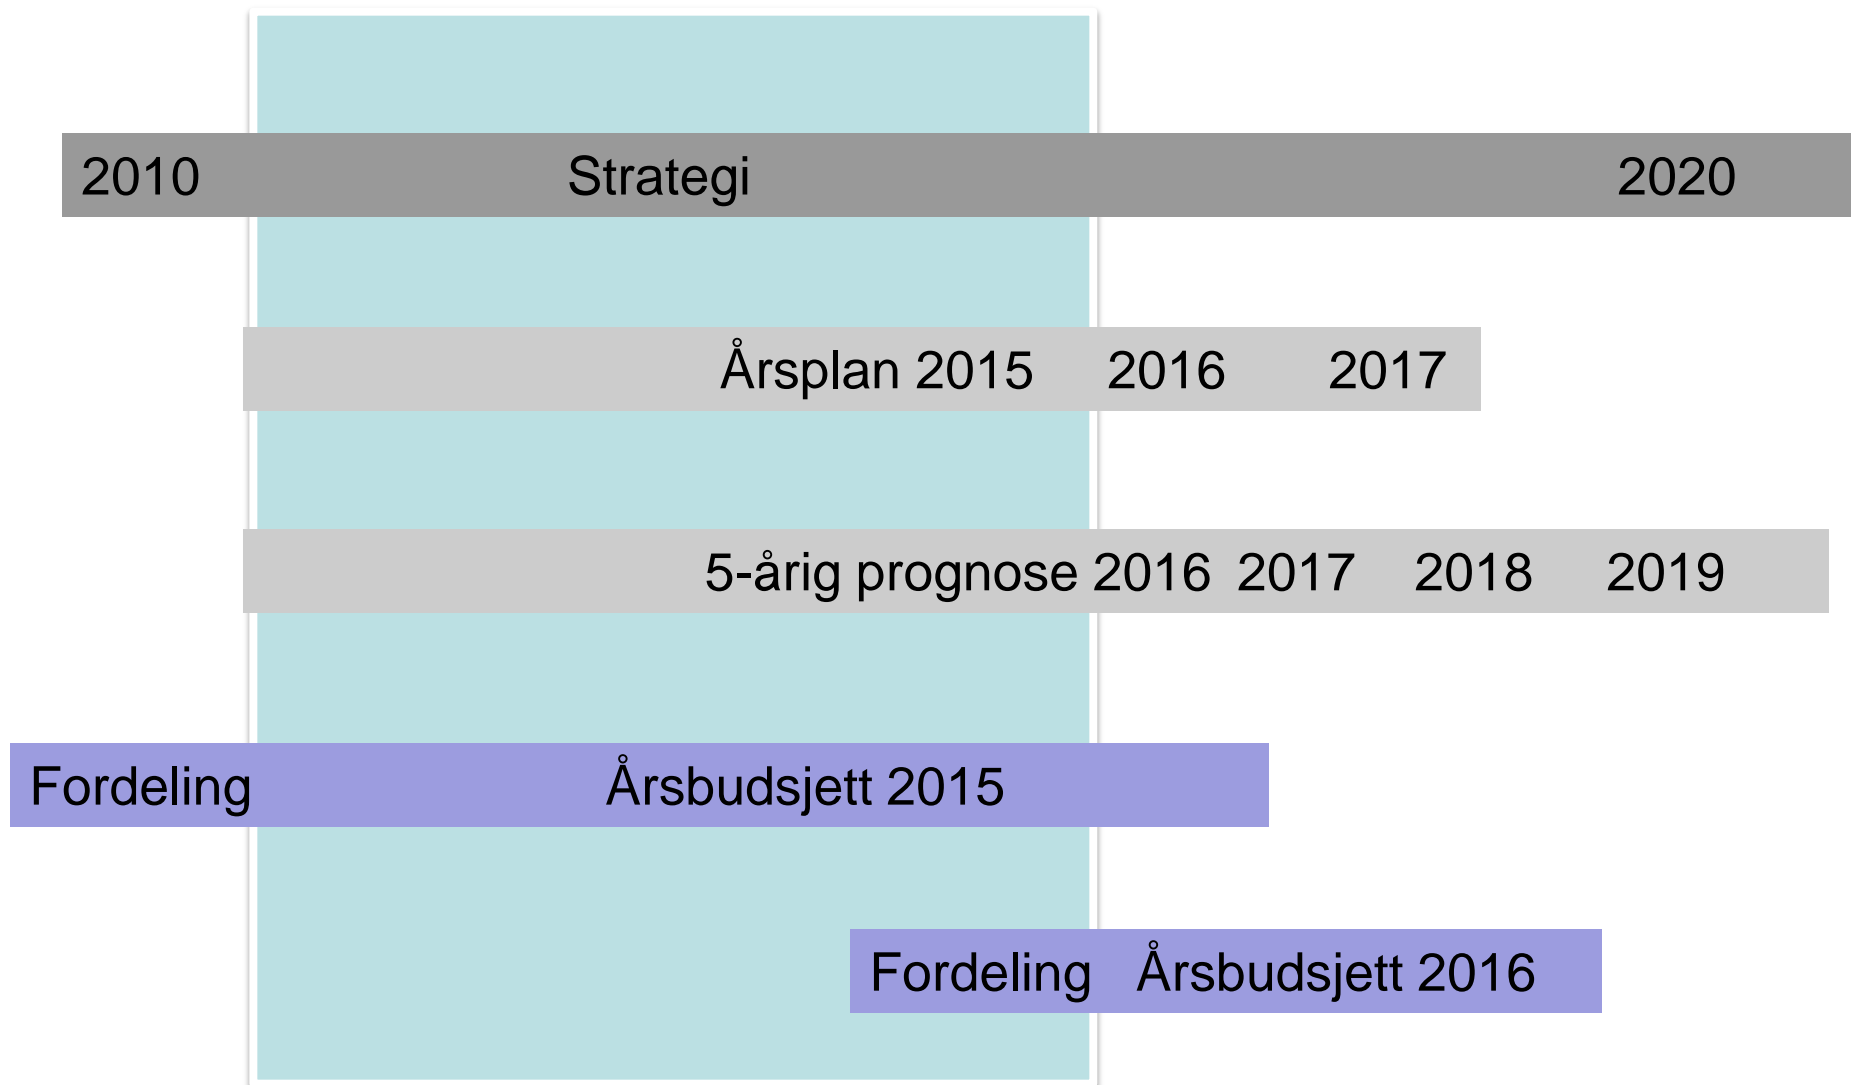 2010 Strategi 2020
Årsplan 2015 2016 2017
5-årig prognose 2016 2017 2018 2019
Fordeling Årsbudsjett 2015
Fordeling Årsbudsjett 2016